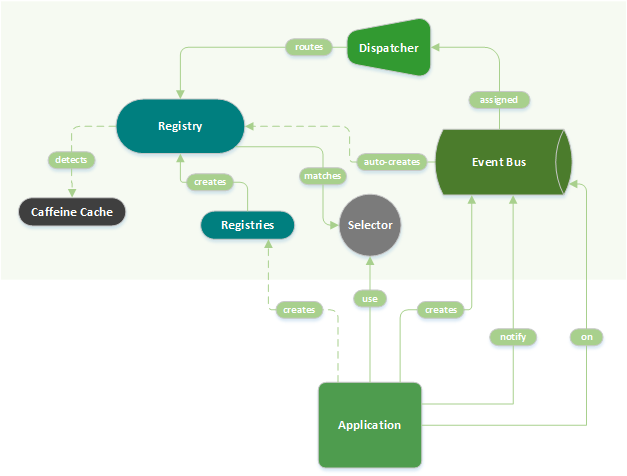 routes
Dispatcher
assigned
Registry
detects
auto-creates
Event Bus
creates
matches
Caffeine Cache
Registries
Selector
use
creates
creates
notify
on
Application